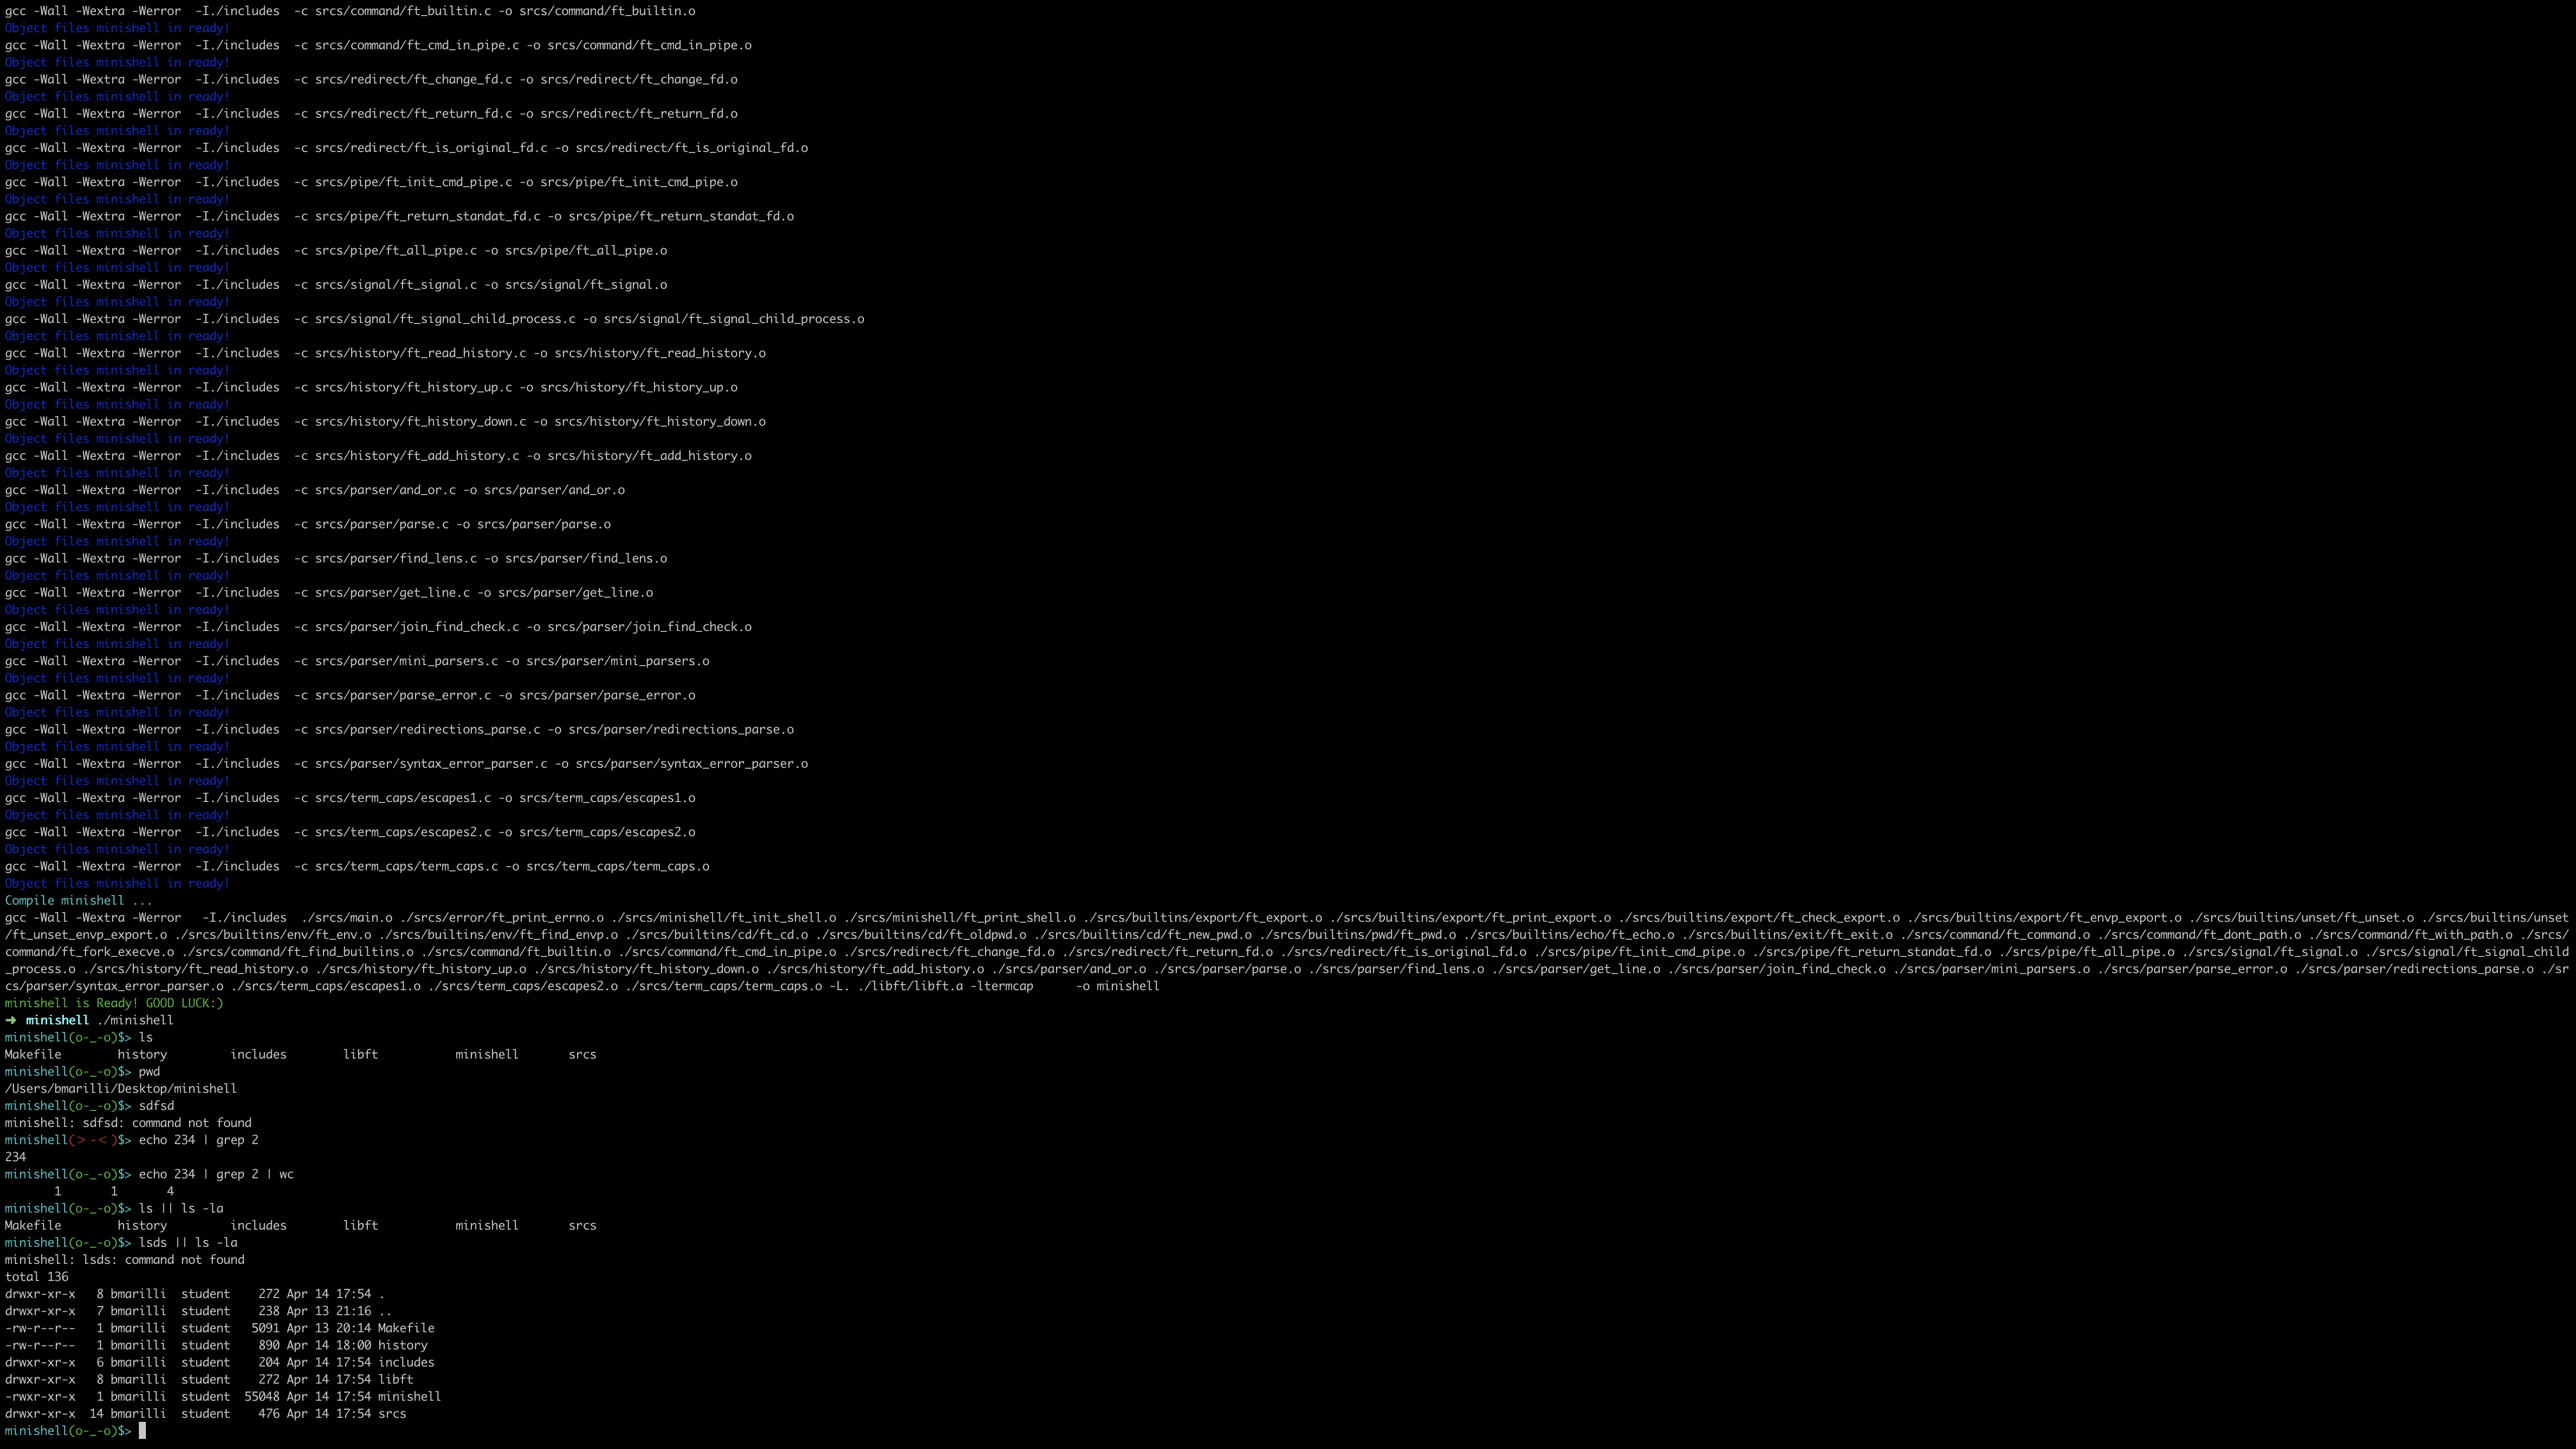 gcc -Wall -Wextra -Werror  -I./includes  -c srcs/command/ft_builtin.c -o srcs/command/ft_builtin.o
Object files minishell in ready!
gcc -Wall -Wextra -Werror  -I./includes  -c srcs/command/ft_cmd_in_pipe.c -o srcs/command/ft_cmd_in_pipe.o
Object files minishell in ready!
gcc -Wall -Wextra -Werror  -I./includes  -c srcs/redirect/ft_change_fd.c -o srcs/redirect/ft_change_fd.o
Object files minishell in ready!
gcc -Wall -Wextra -Werror  -I./includes  -c srcs/redirect/ft_return_fd.c -o srcs/redirect/ft_return_fd.o
Object files minishell in ready!
gcc -Wall -Wextra -Werror  -I./includes  -c srcs/redirect/ft_is_original_fd.c -o srcs/redirect/ft_is_original_fd.o
Object files minishell in ready!
gcc -Wall -Wextra -Werror  -I./includes  -c srcs/pipe/ft_init_cmd_pipe.c -o srcs/pipe/ft_init_cmd_pipe.o
Object files minishell in ready!
gcc -Wall -Wextra -Werror  -I./includes  -c srcs/pipe/ft_return_standat_fd.c -o srcs/pipe/ft_return_standat_fd.o
Object files minishell in ready!
gcc -Wall -Wextra -Werror  -I./includes  -c srcs/pipe/ft_all_pipe.c -o srcs/pipe/ft_all_pipe.o
Object files minishell in ready!
gcc -Wall -Wextra -Werror  -I./includes  -c srcs/signal/ft_signal.c -o srcs/signal/ft_signal.o
Object files minishell in ready!
gcc -Wall -Wextra -Werror  -I./includes  -c srcs/signal/ft_signal_child_process.c -o srcs/signal/ft_signal_child_process.o
Object files minishell in ready!
gcc -Wall -Wextra -Werror  -I./includes  -c srcs/history/ft_read_history.c -o srcs/history/ft_read_history.o
Object files minishell in ready!
gcc -Wall -Wextra -Werror  -I./includes  -c srcs/history/ft_history_up.c -o srcs/history/ft_history_up.o
Object files minishell in ready!
gcc -Wall -Wextra -Werror  -I./includes  -c srcs/history/ft_history_down.c -o srcs/history/ft_history_down.o
Object files minishell in ready!
gcc -Wall -Wextra -Werror  -I./includes  -c srcs/history/ft_add_history.c -o srcs/history/ft_add_history.o
Object files minishell in ready!
gcc -Wall -Wextra -Werror  -I./includes  -c srcs/parser/and_or.c -o srcs/parser/and_or.o
Object files minishell in ready!
gcc -Wall -Wextra -Werror  -I./includes  -c srcs/parser/parse.c -o srcs/parser/parse.o
Object files minishell in ready!
gcc -Wall -Wextra -Werror  -I./includes  -c srcs/parser/find_lens.c -o srcs/parser/find_lens.o
Object files minishell in ready!
gcc -Wall -Wextra -Werror  -I./includes  -c srcs/parser/get_line.c -o srcs/parser/get_line.o
Object files minishell in ready!
gcc -Wall -Wextra -Werror  -I./includes  -c srcs/parser/join_find_check.c -o srcs/parser/join_find_check.o
Object files minishell in ready!
gcc -Wall -Wextra -Werror  -I./includes  -c srcs/parser/mini_parsers.c -o srcs/parser/mini_parsers.o
Object files minishell in ready!
gcc -Wall -Wextra -Werror  -I./includes  -c srcs/parser/parse_error.c -o srcs/parser/parse_error.o
Object files minishell in ready!
gcc -Wall -Wextra -Werror  -I./includes  -c srcs/parser/redirections_parse.c -o srcs/parser/redirections_parse.o
Object files minishell in ready!
gcc -Wall -Wextra -Werror  -I./includes  -c srcs/parser/syntax_error_parser.c -o srcs/parser/syntax_error_parser.o
Object files minishell in ready!
gcc -Wall -Wextra -Werror  -I./includes  -c srcs/term_caps/escapes1.c -o srcs/term_caps/escapes1.o
Object files minishell in ready!
gcc -Wall -Wextra -Werror  -I./includes  -c srcs/term_caps/escapes2.c -o srcs/term_caps/escapes2.o
Object files minishell in ready!
gcc -Wall -Wextra -Werror  -I./includes  -c srcs/term_caps/term_caps.c -o srcs/term_caps/term_caps.o
Object files minishell in ready!
Compile minishell ...
gcc -Wall -Wextra -Werror   -I./includes  ./srcs/main.o ./srcs/error/ft_print_errno.o ./srcs/minishell/ft_init_shell.o ./srcs/minishell/ft_print_shell.o ./srcs/builtins/export/ft_export.o ./srcs/builtins/export/ft_print_export.o ./srcs/builtins/export/ft_check_export.o ./srcs/builtins/export/ft_envp_export.o ./srcs/builtins/unset/ft_unset.o ./srcs/builtins/unset
/ft_unset_envp_export.o ./srcs/builtins/env/ft_env.o ./srcs/builtins/env/ft_find_envp.o ./srcs/builtins/cd/ft_cd.o ./srcs/builtins/cd/ft_oldpwd.o ./srcs/builtins/cd/ft_new_pwd.o ./srcs/builtins/pwd/ft_pwd.o ./srcs/builtins/echo/ft_echo.o ./srcs/builtins/exit/ft_exit.o ./srcs/command/ft_command.o ./srcs/command/ft_dont_path.o ./srcs/command/ft_with_path.o ./srcs/
command/ft_fork_execve.o ./srcs/command/ft_find_builtins.o ./srcs/command/ft_builtin.o ./srcs/command/ft_cmd_in_pipe.o ./srcs/redirect/ft_change_fd.o ./srcs/redirect/ft_return_fd.o ./srcs/redirect/ft_is_original_fd.o ./srcs/pipe/ft_init_cmd_pipe.o ./srcs/pipe/ft_return_standat_fd.o ./srcs/pipe/ft_all_pipe.o ./srcs/signal/ft_signal.o ./srcs/signal/ft_signal_child
_process.o ./srcs/history/ft_read_history.o ./srcs/history/ft_history_up.o ./srcs/history/ft_history_down.o ./srcs/history/ft_add_history.o ./srcs/parser/and_or.o ./srcs/parser/parse.o ./srcs/parser/find_lens.o ./srcs/parser/get_line.o ./srcs/parser/join_find_check.o ./srcs/parser/mini_parsers.o ./srcs/parser/parse_error.o ./srcs/parser/redirections_parse.o ./sr
cs/parser/syntax_error_parser.o ./srcs/term_caps/escapes1.o ./srcs/term_caps/escapes2.o ./srcs/term_caps/term_caps.o -L. ./libft/libft.a -ltermcap      -o minishell
minishell is Ready! GOOD LUCK:)
➜  minishell ./minishell
minishell(o-_-o)$> ls
Makefile        history         includes        libft           minishell       srcs
minishell(o-_-o)$> pwd
/Users/bmarilli/Desktop/minishell
minishell(o-_-o)$> sdfsd
minishell: sdfsd: command not found
minishell(＞-＜)$> echo 234 | grep 2
234
minishell(o-_-o)$> echo 234 | grep 2 | wc
       1       1       4
minishell(o-_-o)$> ls || ls -la
Makefile        history         includes        libft           minishell       srcs
minishell(o-_-o)$> lsds || ls -la
minishell: lsds: command not found
total 136
drwxr-xr-x   8 bmarilli  student    272 Apr 14 17:54 .
drwxr-xr-x   7 bmarilli  student    238 Apr 13 21:16 ..
-rw-r--r--   1 bmarilli  student   5091 Apr 13 20:14 Makefile
-rw-r--r--   1 bmarilli  student    890 Apr 14 18:00 history
drwxr-xr-x   6 bmarilli  student    204 Apr 14 17:54 includes
drwxr-xr-x   8 bmarilli  student    272 Apr 14 17:54 libft
-rwxr-xr-x   1 bmarilli  student  55048 Apr 14 17:54 minishell
drwxr-xr-x  14 bmarilli  student    476 Apr 14 17:54 srcs
minishell(o-_-o)$>